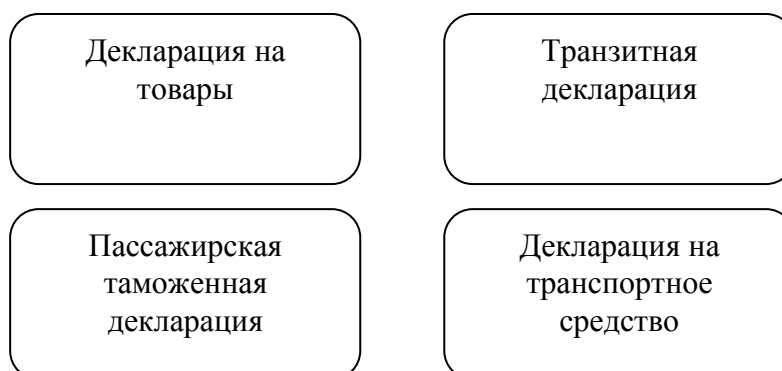 Декларация на
товары
Транзитная
декларация
Пассажирская
таможенная
декларация
Декларация на
транспортное
средство